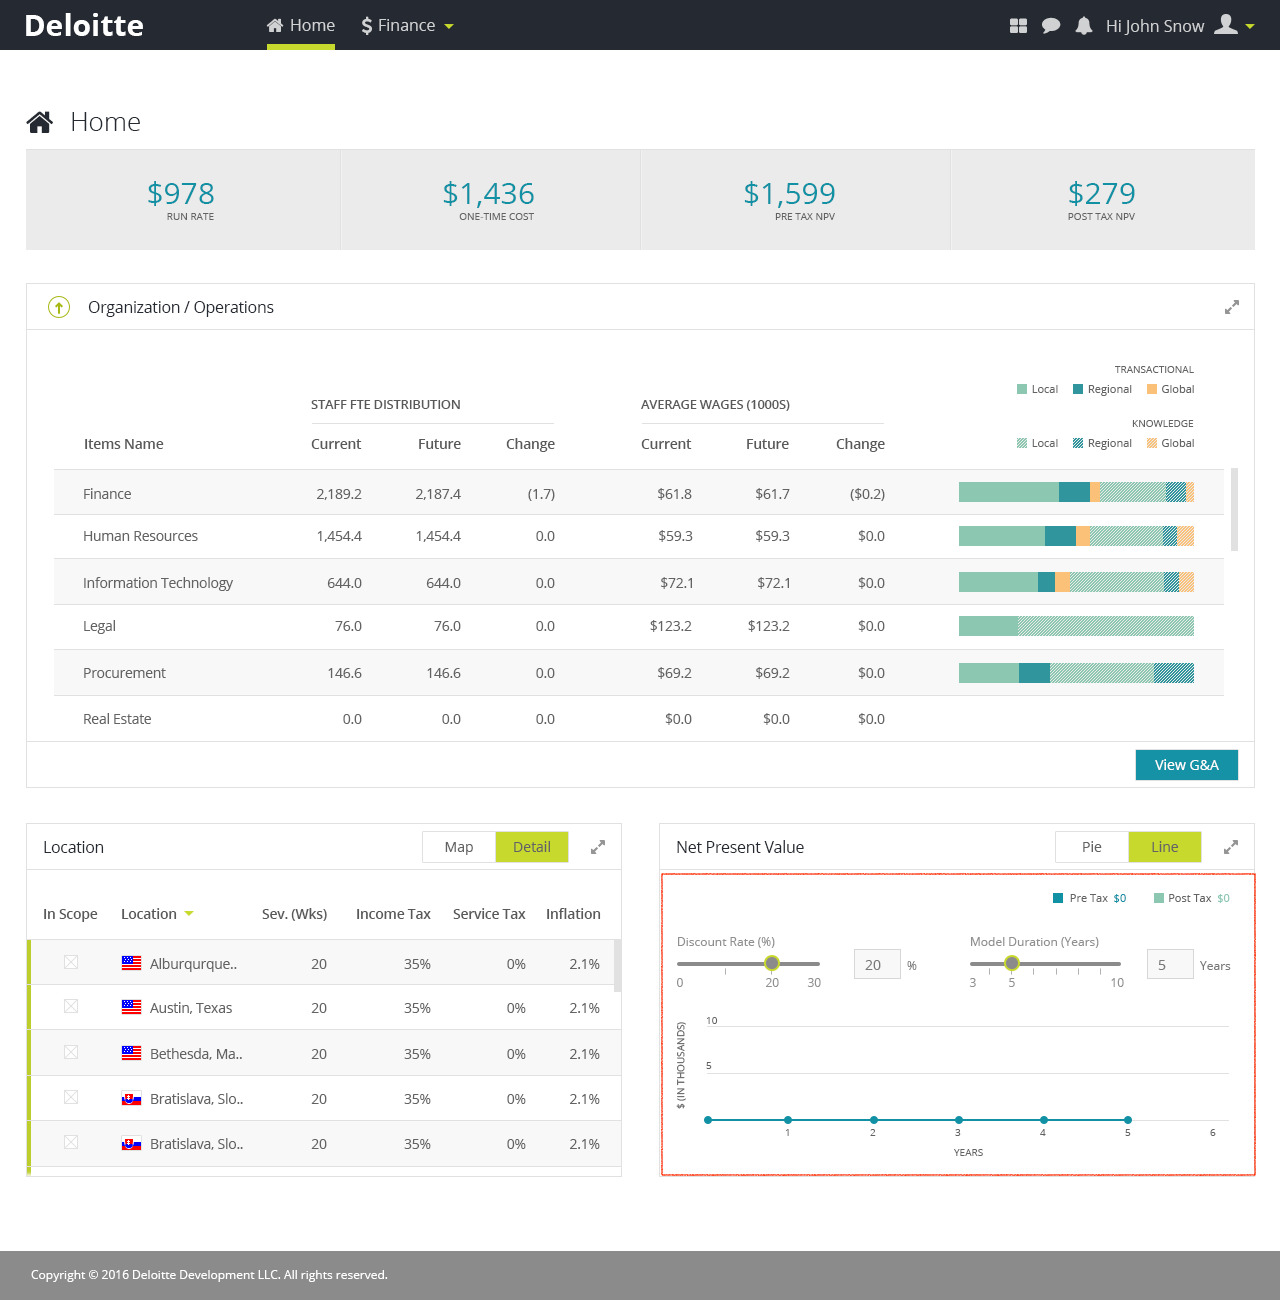 Deloitte Home $ Finance Hi John Snow
Home
$978 $1,436 $1,599 $279
RUN RATE ONE-TIME COST PRE TAX NPV POST TAX NPV
Organization / Operations
TRANSACTIONAL
Local Regional Global
STAFF FTE DISTRIBUTION AVERAGE WAGES (1000S)
KNOWLEDGE
Items Name Current Future Change Current Future Change Local Regional Global
Finance 2,189.2 2,187.4 (1.7) $61.8 $61.7 ($0.2)
Human Resources 1,454.4 1,454.4 0.0 $59.3 $59.3 $0.0
Information Technology 644.0 644.0 0.0 $72.1 $72.1 $0.0
Legal 76.0 76.0 0.0 $123.2 $123.2 $0.0
Procurement 146.6 146.6 0.0 $69.2 $69.2 $0.0
Real Estate 0.0 0.0 0.0 $0.0 $0.0 $0.0
View G&A
Location Map Detail
In Scope Location Sev. (Wks) Income Tax Service Tax Inflation
Alburqurque.. 20 35% 0% 2.1%
Austin, Texas 20 35% 0% 2.1%
Bethesda, Ma.. 20 35% 0% 2.1%
Bratislava, Slo.. 20 35% 0% 2.1%
Bratislava, Slo.. 20 35% 0% 2.1%
Net Present Value Pie Line
Pre Tax $0 Post Tax $0
Discount Rate (%) Model Duration (Years)
20 % 5 Years
0 20 30 3 5 10
$ (IN THOUSANDS)
10
5
1 2 3 4 5 6
YEARS
Copyright © 2016 Deloitte Development LLC. All rights reserved.